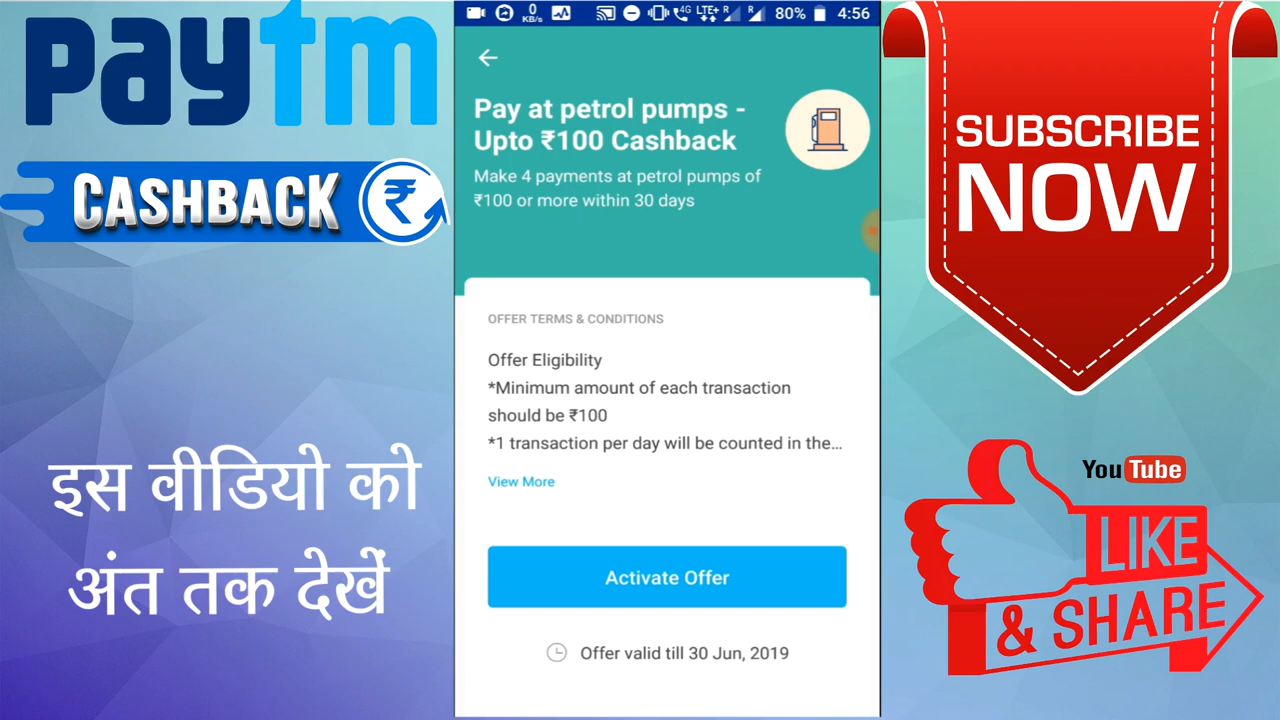 paytm
CASHBACK ₹
इस वीडियो को
अंत तक देखें
0
KB/s
4G LTE+ R R 80% 4:56
Pay at petrol pumps -
Upto ₹100 Cashback
Make 4 payments at petrol pumps of
₹100 or more within 30 days
OFFER TERMS & CONDITIONS
Offer Eligibility
*Minimum amount of each transaction
should be ₹100
*1 transaction per day will be counted in the...
View More
Activate Offer
Offer valid till 30 Jun, 2019
SUBSCRIBE
NOW
YouTube
LIKE
& SHARE